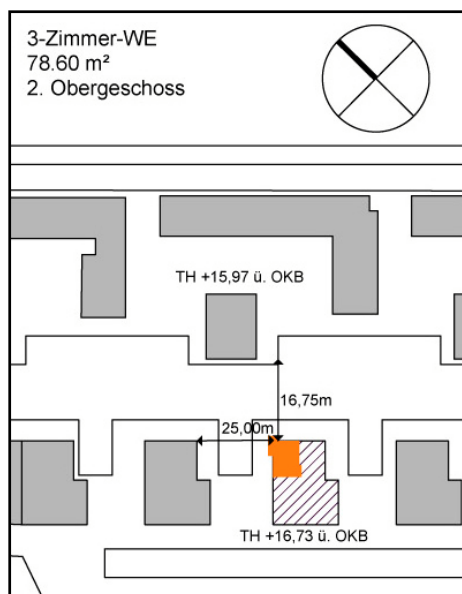 3-Zimmer-WE
78.60 m²
2. Obergeschoss
TH +15,97 ü. OKB
16,75m
25,00m
TH +16,73 ü. OKB